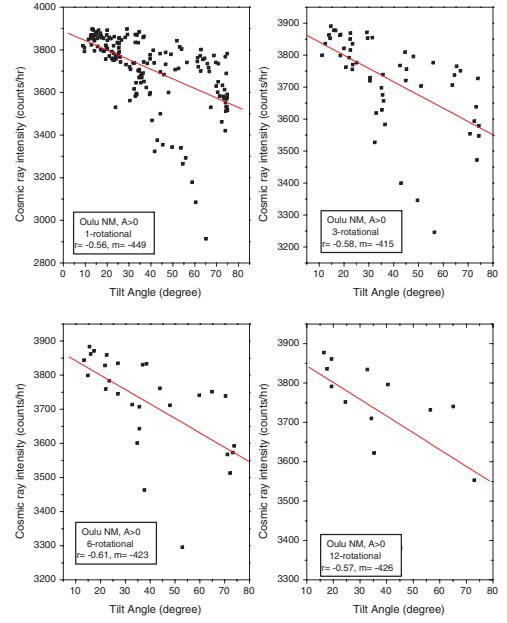 4000
3800
3600
3400
3200
3000
2800
Cosmic ray intensity (counts/hr)
Oulu NM, A>0
1-rotational
r= -0.56, m= -449
0 10 20 30 40 50 60 70 80
Tilt Angle (degree)
3900
3800
3700
3600
3500
3400
3300
3200
Cosmic ray intensity (counts/hr)
Oulu NM, A>0
3-rotational
r= -0.58, m= -415
10 20 30 40 50 60 70 80
Tilt Angle (degree)
3900
3800
3700
3600
3500
3400
3300
3200
Cosmic ray intensity (counts/hr)
Oulu NM, A>0
6-rotational
r= -0.61, m= -423
10 20 30 40 50 60 70 80
Tilt Angle (degree)
3900
3800
3700
3600
3500
3400
3300
Cosmic ray intensity (counts/hr)
Oulu NM, A>0
12-rotational
r= -0.57, m= -426
10 20 30 40 50 60 70 80
Tilt Angle (degree)